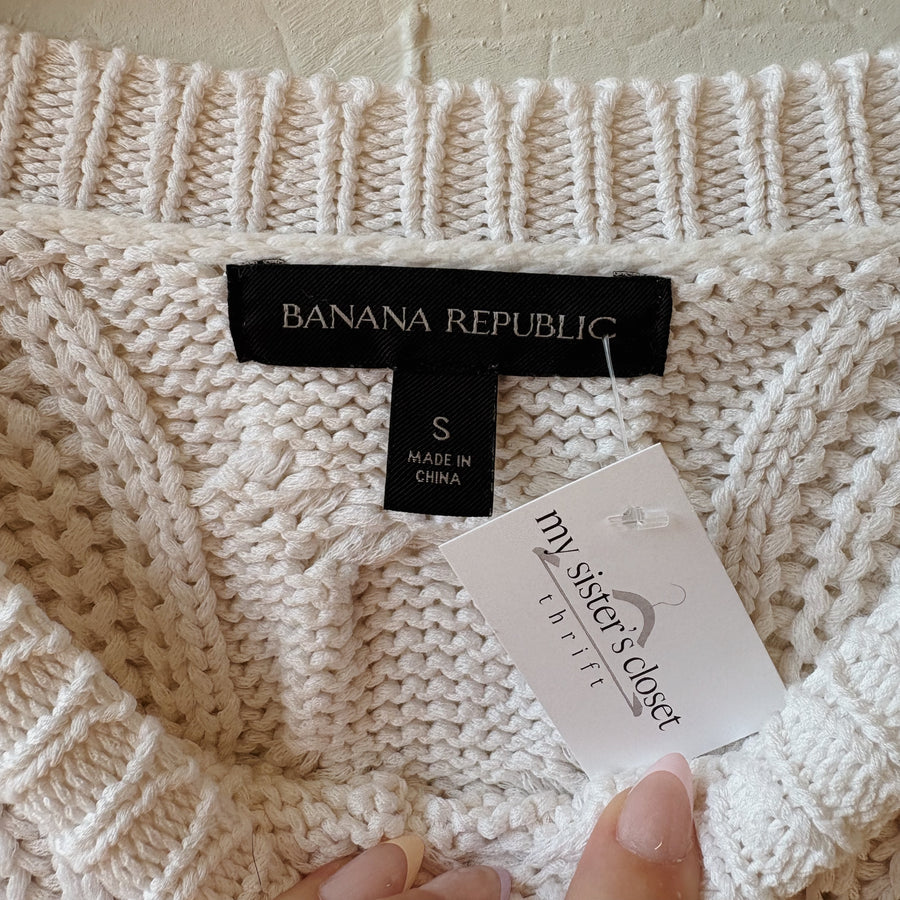 BANANA REPUBLIC
S
MADE IN
CHINA
my sister's closet
thrift